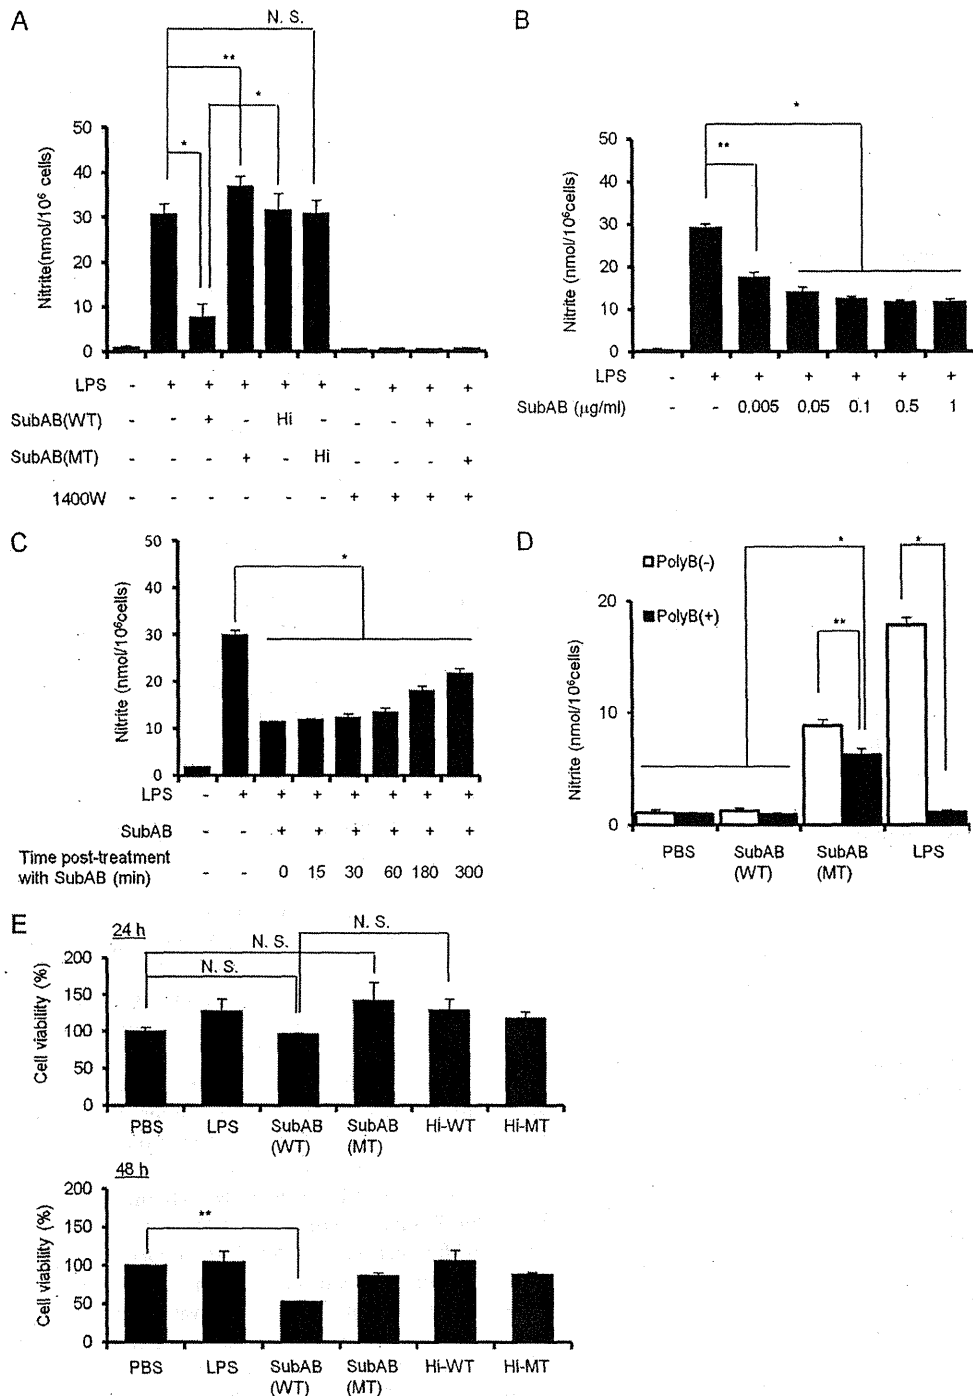 A
N. S.
**
*
*
50
40
30
20
10
0
Nitrite(nmol/10⁶ cells)
LPS - + + + + + - + + +
SubAB(WT) - - + - Hi - - - + -
SubAB(MT) - - - + - Hi - - - +
1400W - - - - - - + + + +
B
*
**
50
40
30
20
10
0
Nitrite (nmol/10⁶cells)
LPS - + + + + + +
SubAB (μg/ml) - - 0.005 0.05 0.1 0.5 1
C
*
50
40
30
20
10
0
Nitrite (nmol/10⁶cells)
LPS - + + + + + + +
SubAB - - + + + + + +
Time post-treatment
with SubAB (min) - - 0 15 30 60 180 300
D
PolyB(-)
PolyB(+)
*
*
**
20
10
0
Nitrite (nmol/10⁶cells)
PBS SubAB SubAB LPS
(WT) (MT)
E
24 h
N. S.
N. S.
N. S.
200
150
100
50
0
Cell viability (%)
PBS LPS SubAB SubAB Hi-WT Hi-MT
(WT) (MT)
48 h
**
200
150
100
50
0
Cell viability (%)
PBS LPS SubAB SubAB Hi-WT Hi-MT
(WT) (MT)